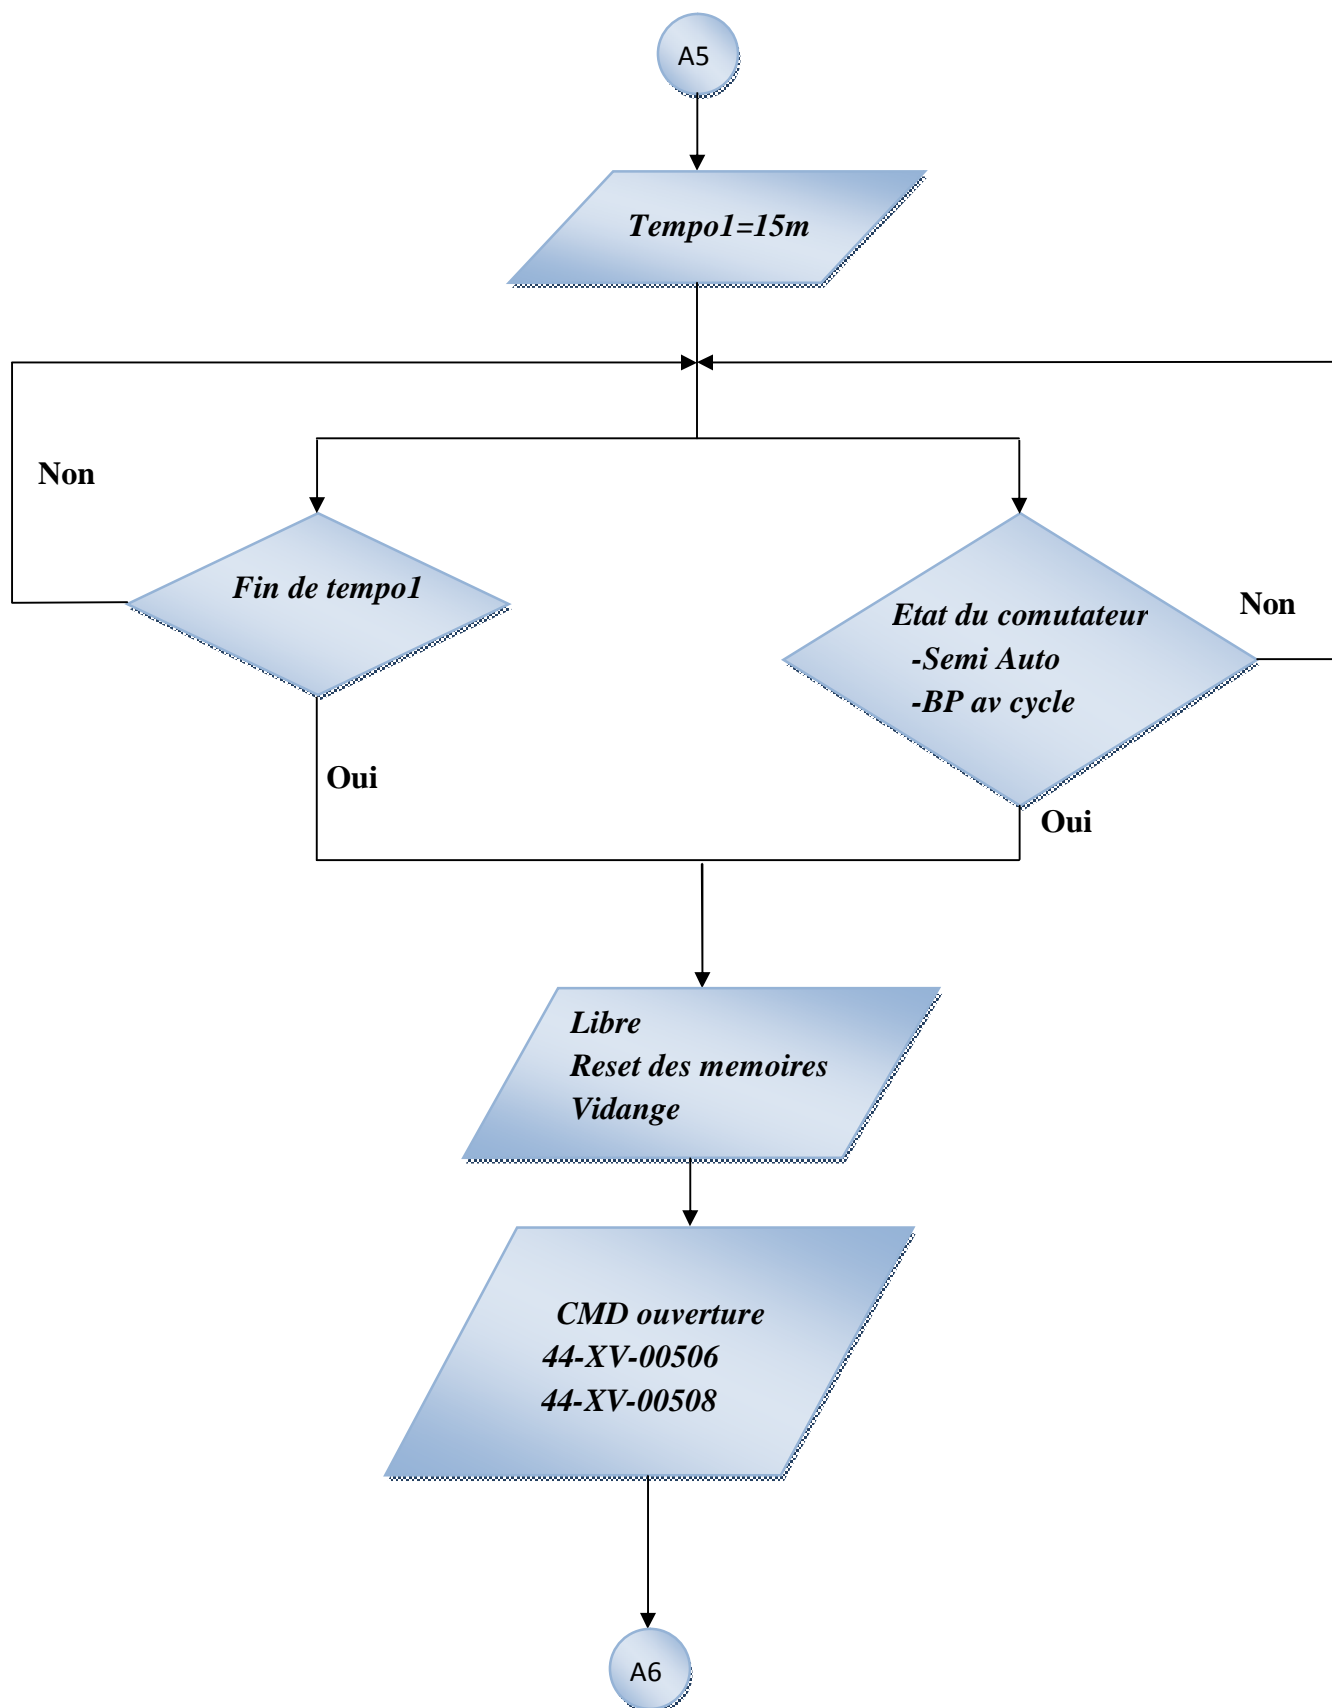 A5
Tempo1=15m
Non
Fin de tempo1
Non
Etat du comutateur
-Semi Auto
-BP av cycle
Oui
Oui
Libre
Reset des memoires
Vidange
CMD ouverture
44-XV-00506
44-XV-00508
A6